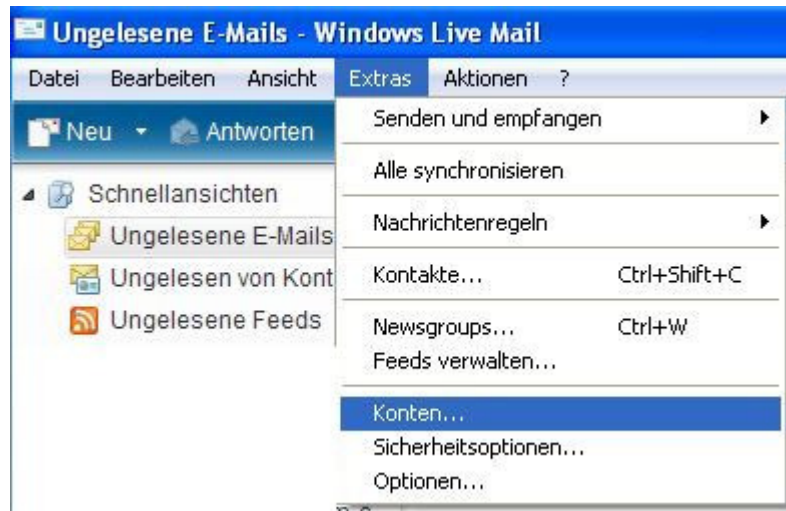 Ungelesene E-Mails - Windows Live Mail
Datei Bearbeiten Ansicht Extras Aktionen ?
Neu Antworten
Senden und empfangen
Alle synchronisieren
Schnellansichten
Nachrichtenregeln
Ungelesene E-Mails
Kontakte... Ctrl+Shift+C
Ungelesen von Kont
Newsgroups... Ctrl+W
Ungelesene Feeds
Feeds verwalten...
Konten...
Sicherheitsoptionen...
Optionen...